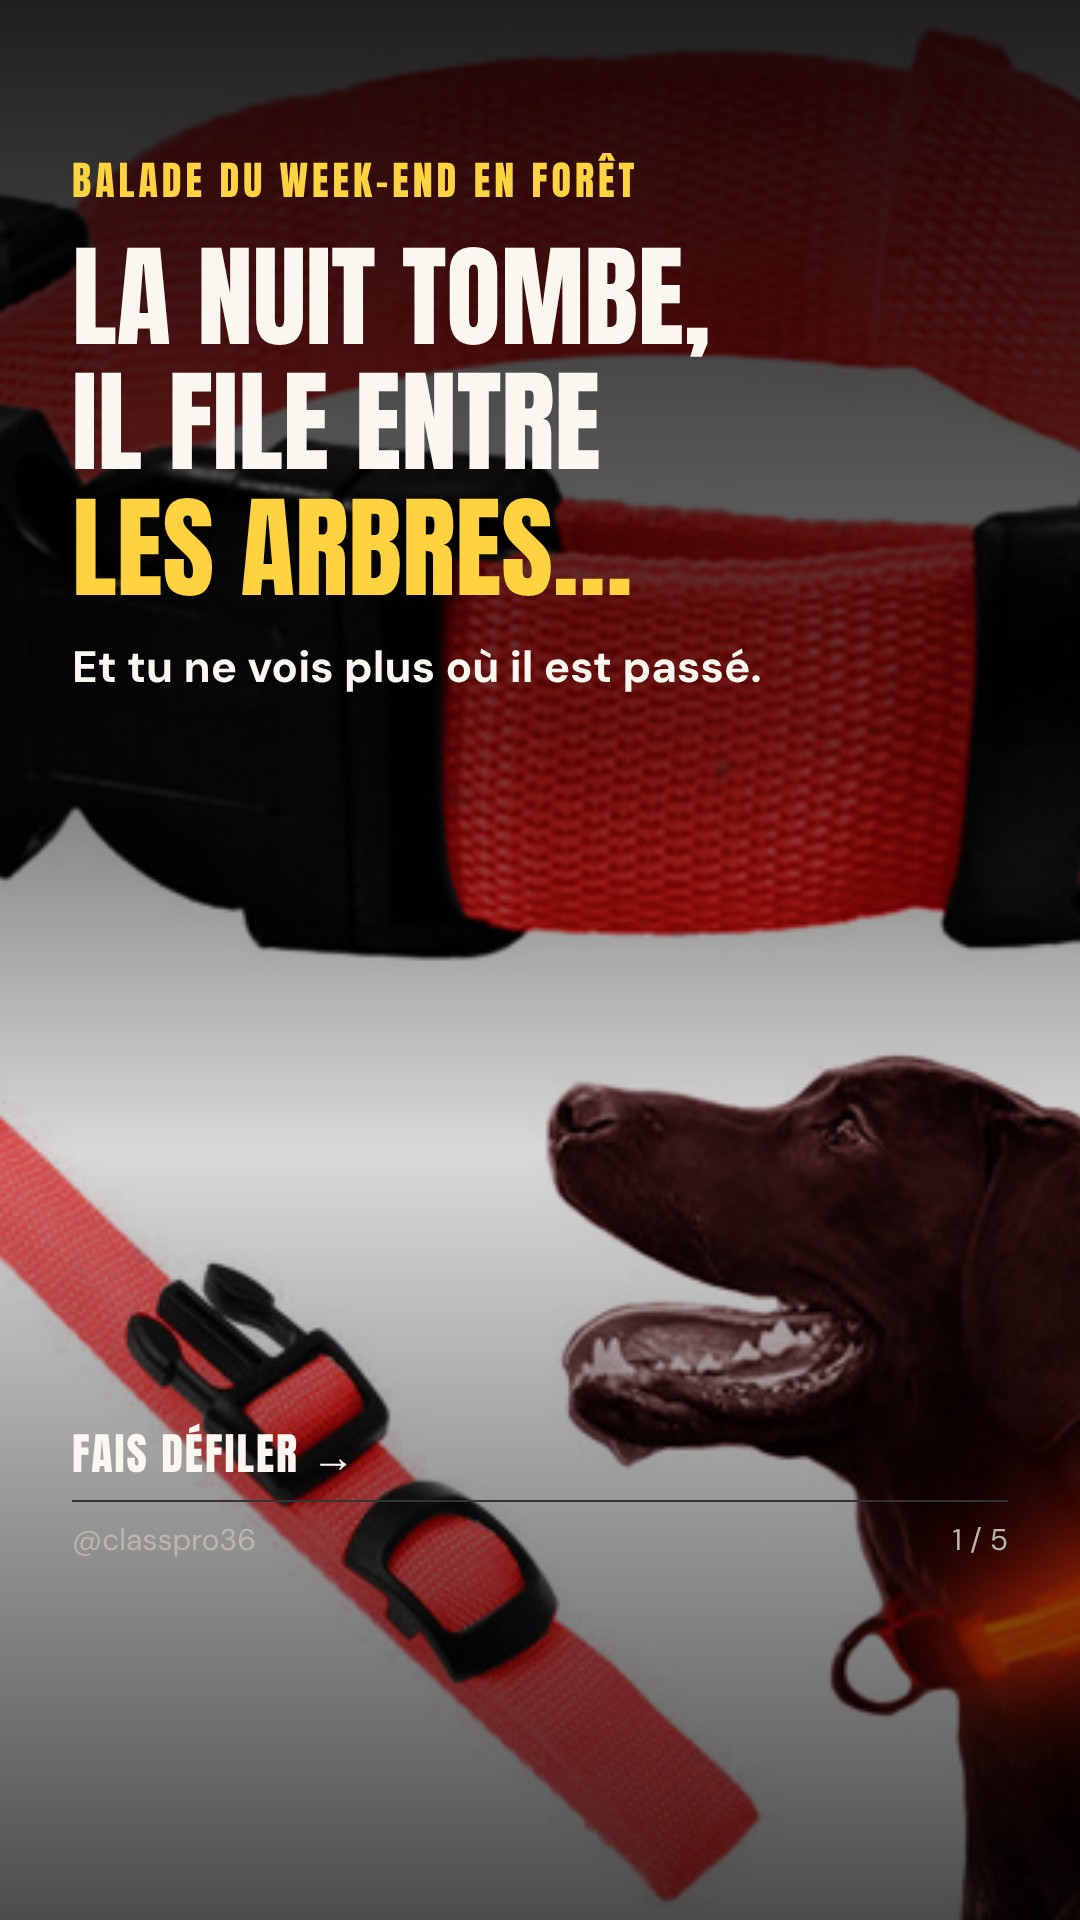 BALADE DU WEEK-END EN FORÊT
LA NUIT TOMBE,
IL FILE ENTRE
LES ARBRES...
Et tu ne vois plus où il est passé.
FAIS DÉFILER →
@classpro36
1 / 5